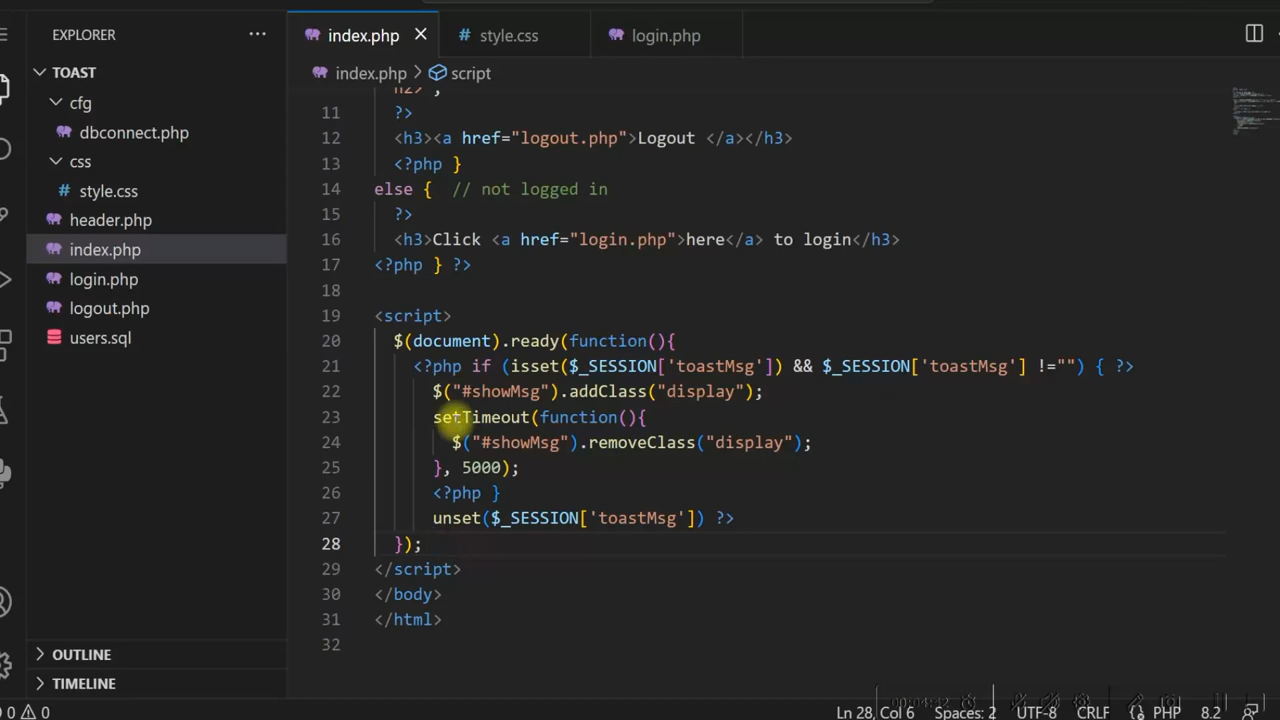 EXPLORER
TOAST
cfg
dbconnect.php
css
# style.css
header.php
index.php
login.php
logout.php
users.sql
OUTLINE
TIMELINE
index.php
# style.css
login.php
index.php > script
h2>";
11 ?>
12 <h3><a href="logout.php">Logout </a></h3>
13 <?php }
14 else { // not logged in
15 ?>
16 <h3>Click <a href="login.php">here</a> to login</h3>
17 <?php } ?>
18
19 <script>
20 $(document).ready(function(){
21 <?php if (isset($_SESSION['toastMsg']) && $_SESSION['toastMsg'] !="") { ?>
22 $("#showMsg").addClass("display");
23 setTimeout(function(){
24 $("#showMsg").removeClass("display");
25 }, 5000);
26 <?php }
27 unset($_SESSION['toastMsg']) ?>
28 });
29 </script>
30 </body>
31 </html>
32
0 0
Ln 28, Col 6 Spaces: 2 UTF-8 CRLF PHP 8.2